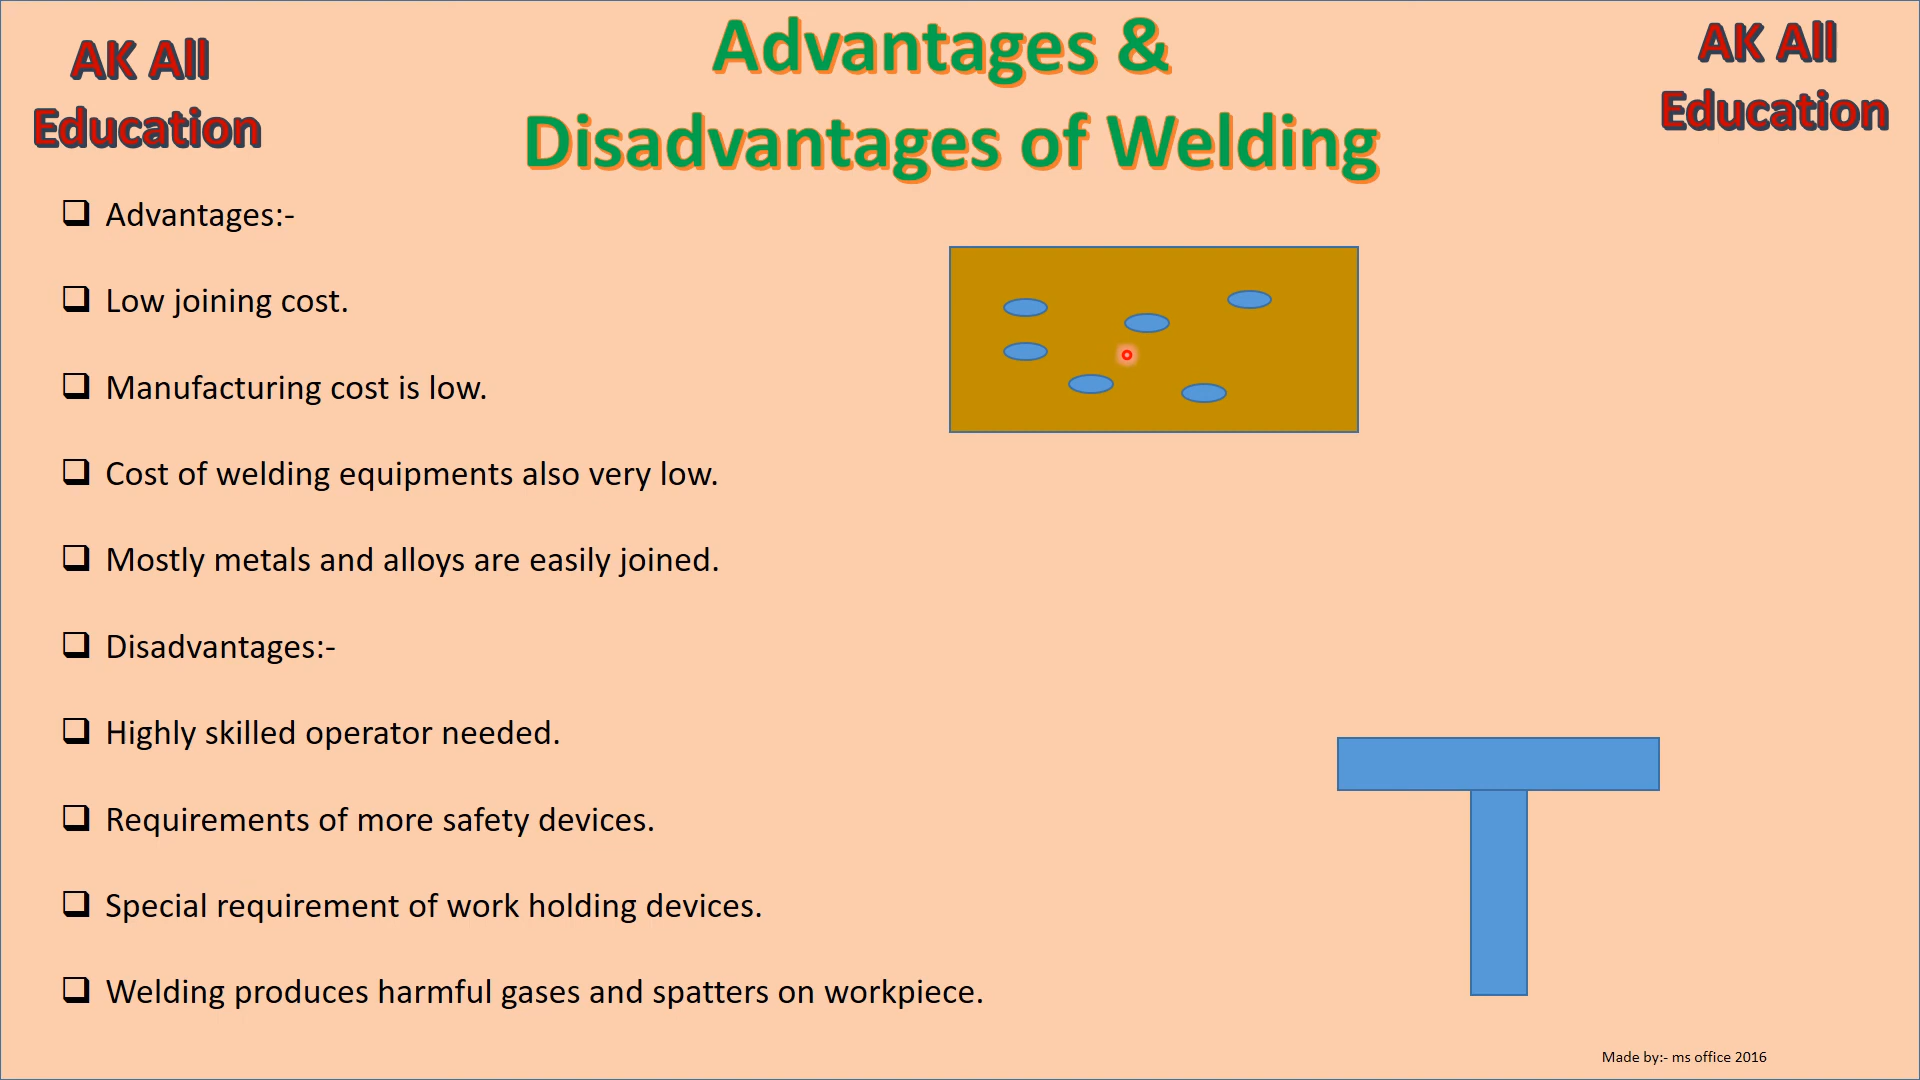 AK All
Education
Advantages &
Disadvantages of Welding
AK All
Education
Advantages:-
Low joining cost.
Manufacturing cost is low.
Cost of welding equipments also very low.
Mostly metals and alloys are easily joined.
Disadvantages:-
Highly skilled operator needed.
Requirements of more safety devices.
Special requirement of work holding devices.
Welding produces harmful gases and spatters on workpiece.
Made by:- ms office 2016